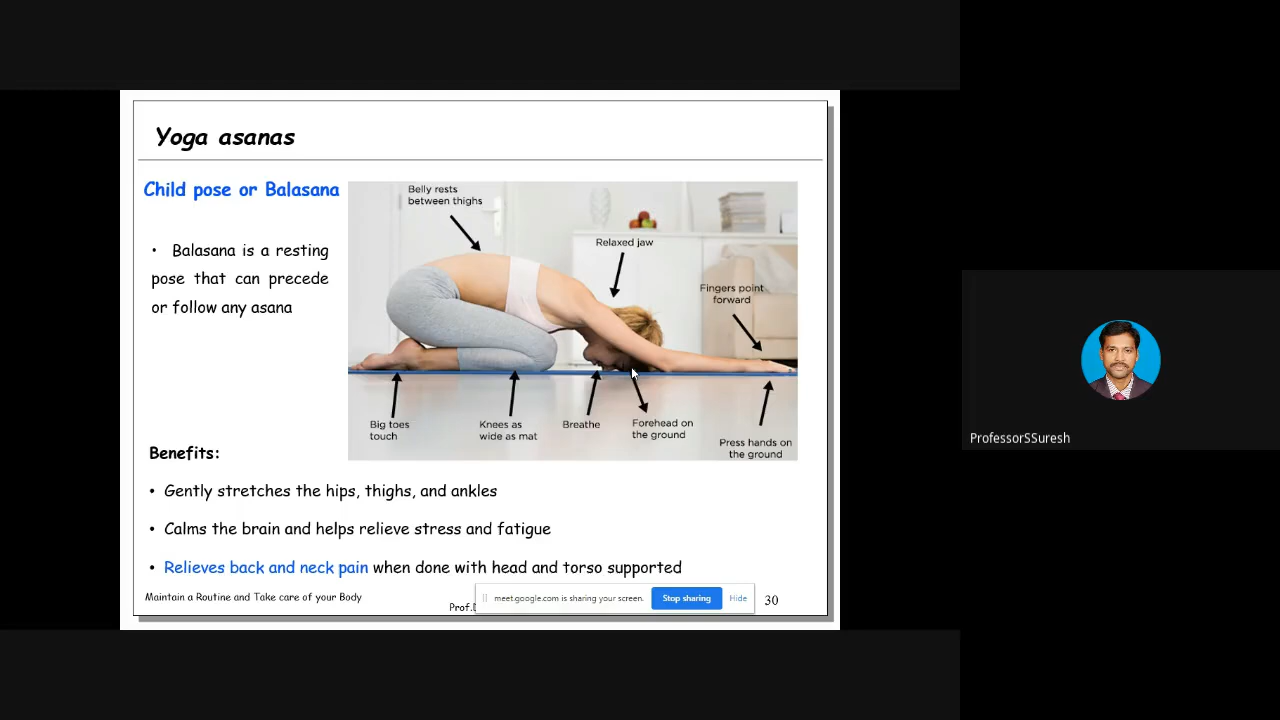 Yoga asanas
Child pose or Balasana
• Balasana is a resting
pose that can precede
or follow any asana
Belly rests
between thighs
Relaxed jaw
Fingers point
forward
Big toes
touch
Knees as
wide as mat
Breathe
Forehead on
the ground
Press hands on
the ground
Benefits:
• Gently stretches the hips, thighs, and ankles
• Calms the brain and helps relieve stress and fatigue
• Relieves back and neck pain when done with head and torso supported
Maintain a Routine and Take care of your Body
Prof.
meet.google.com is sharing your screen.
Stop sharing
Hide
30
ProfessorSSuresh